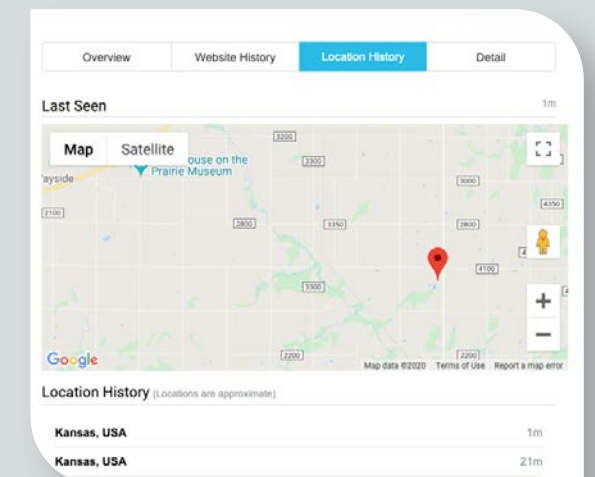 Overview Website History Location History Detail
Last Seen 1m
Map Satellite
3200
ouse on the
Prairie Museum
3300
ayside
3000
2100
4350
2800 3350 2800
4100
3300
2200 2200
Google Map data ©2020 Terms of Use Report a map error
Location History (Locations are approximate)
Kansas, USA 1m
Kansas, USA 21m